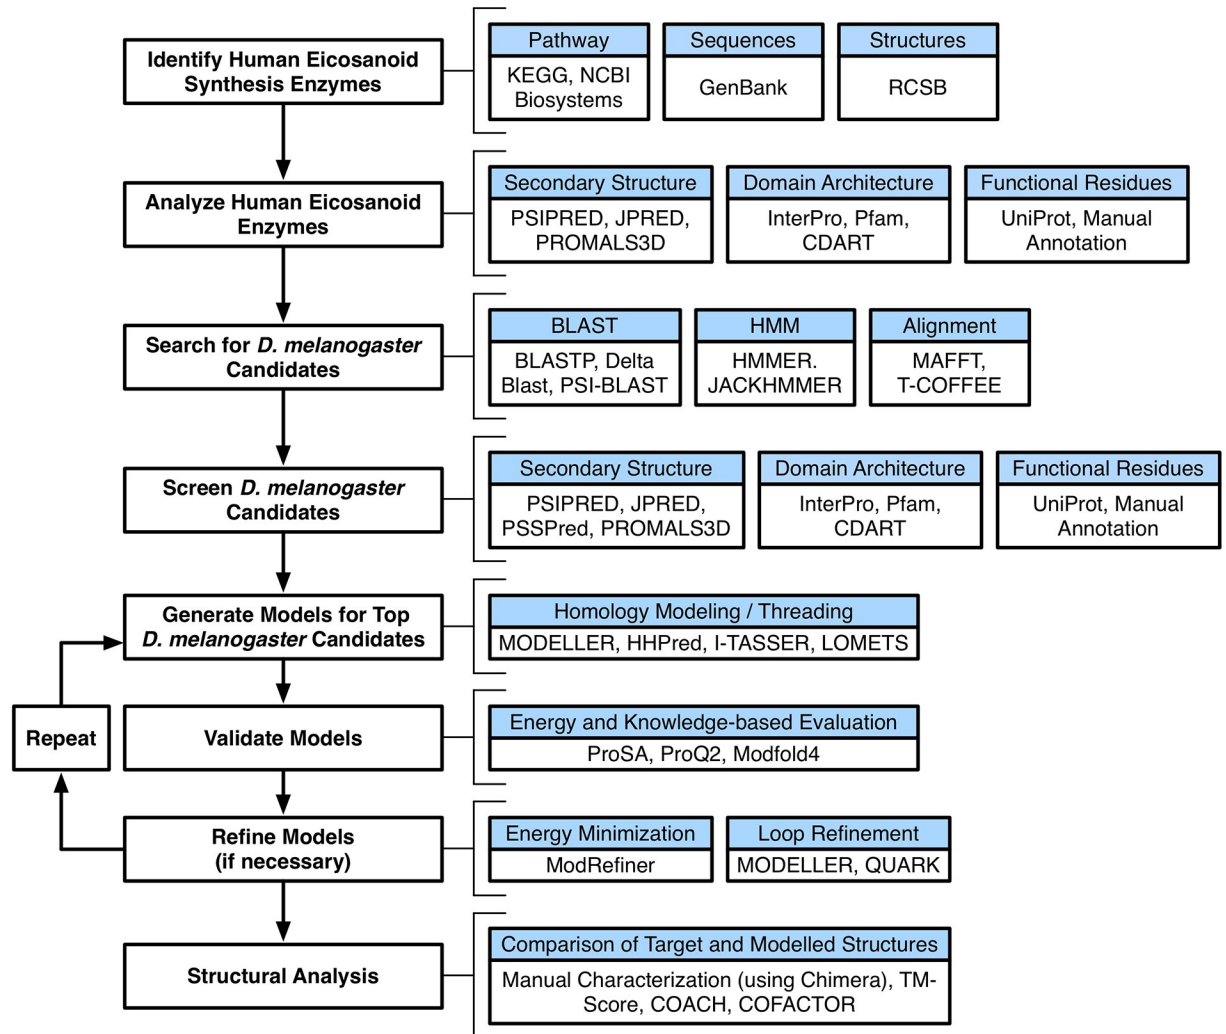 Identify Human Eicosanoid
Synthesis Enzymes
Pathway
KEGG, NCBI
Biosystems
Sequences
GenBank
Structures
RCSB
Analyze Human Eicosanoid
Enzymes
Secondary Structure
PSIPRED, JPRED,
PROMALS3D
Domain Architecture
InterPro, Pfam,
CDART
Functional Residues
UniProt, Manual
Annotation
Search for D. melanogaster
Candidates
BLAST
BLASTP, Delta
Blast, PSI-BLAST
HMM
HMMER.
JACKHMMER
Alignment
MAFFT,
T-COFFEE
Screen D. melanogaster
Candidates
Secondary Structure
PSIPRED, JPRED,
PSSPred, PROMALS3D
Domain Architecture
InterPro, Pfam,
CDART
Functional Residues
UniProt, Manual
Annotation
Generate Models for Top
D. melanogaster Candidates
Homology Modeling / Threading
MODELLER, HHPred, I-TASSER, LOMETS
Repeat
Validate Models
Energy and Knowledge-based Evaluation
ProSA, ProQ2, Modfold4
Refine Models
(if necessary)
Energy Minimization
ModRefiner
Loop Refinement
MODELLER, QUARK
Structural Analysis
Comparison of Target and Modelled Structures
Manual Characterization (using Chimera), TM-
Score, COACH, COFACTOR